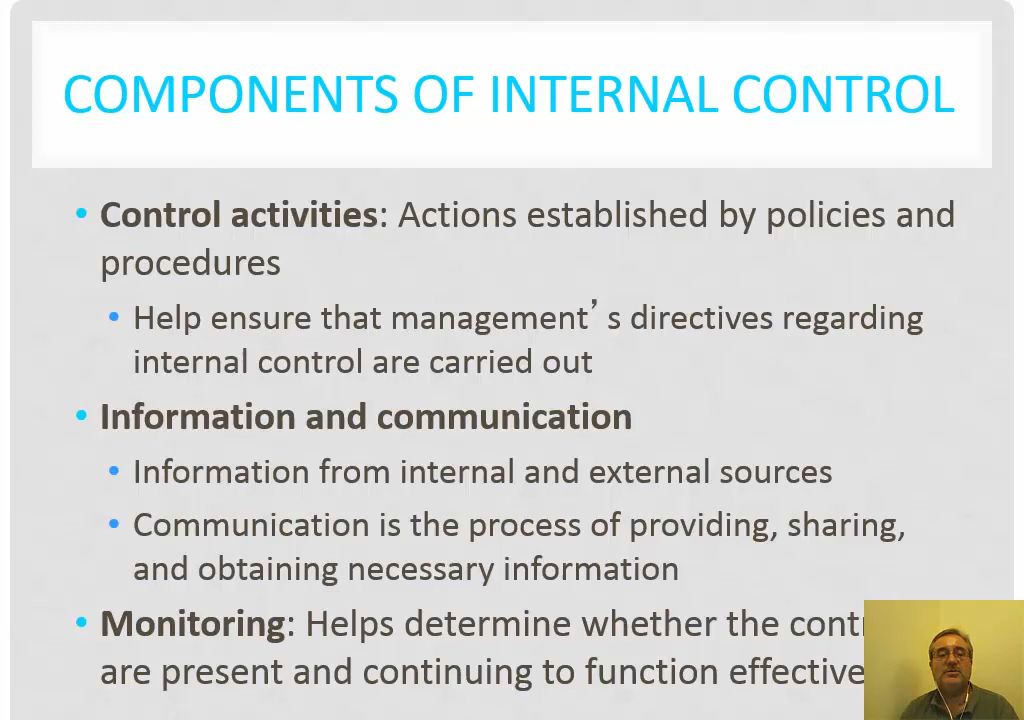 COMPONENTS OF INTERNAL CONTROL
• Control activities: Actions established by policies and
procedures
• Help ensure that management’s directives regarding
internal control are carried out
• Information and communication
• Information from internal and external sources
• Communication is the process of providing, sharing,
and obtaining necessary information
• Monitoring: Helps determine whether the
are present and continuing to function